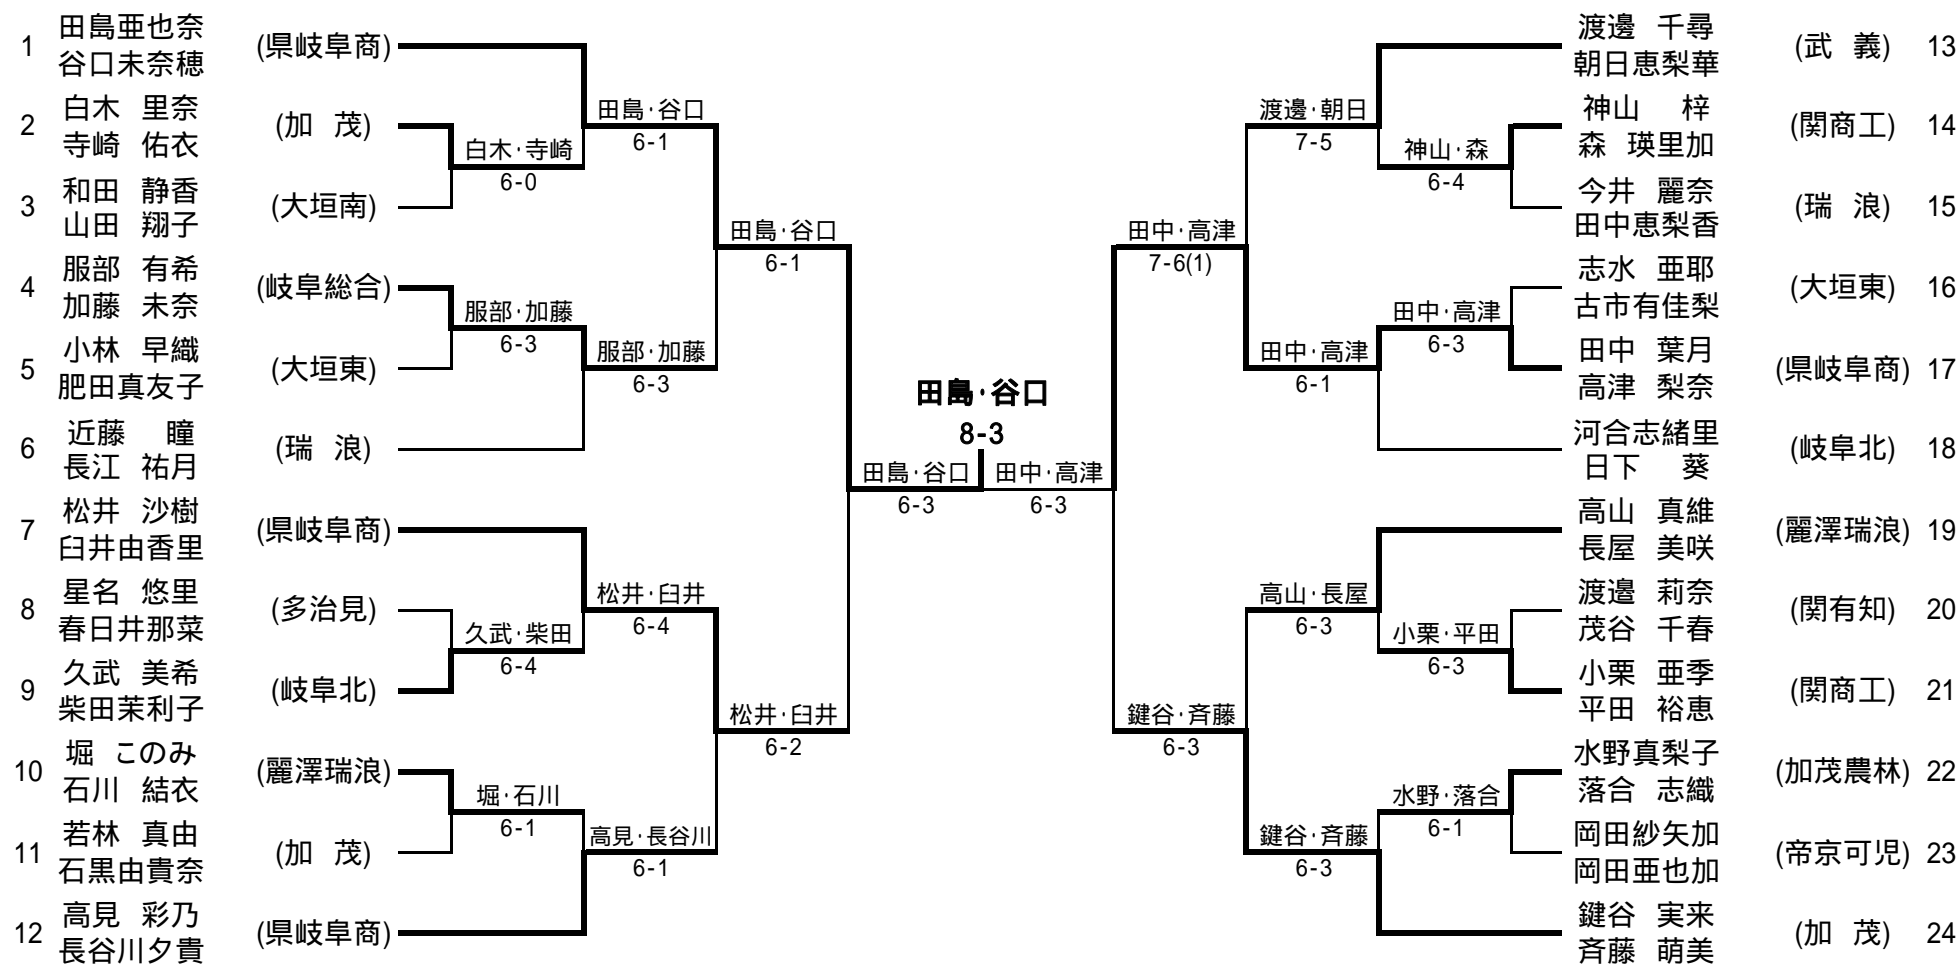 1 田島亜也奈 谷口未奈穂 (県岐阜商)
2 白木 里奈 寺崎 佑衣 (加 茂)
3 和田 静香 山田 翔子 (大垣南)
4 服部 有希 加藤 未奈 (岐阜総合)
5 小林 早織 肥田真友子 (大垣東)
6 近藤 瞳 長江 祐月 (瑞 浪)
7 松井 沙樹 臼井由香里 (県岐阜商)
8 星名 悠里 春日井那菜 (多治見)
9 久武 美希 柴田茉利子 (岐阜北)
10 堀 このみ 石川 結衣 (麗澤瑞浪)
11 若林 真由 石黒由貴奈 (加 茂)
12 高見 彩乃 長谷川夕貴 (県岐阜商)
白木·寺崎
6-0
服部·加藤
6-3
久武·柴田
6-4
堀·石川
6-1
田島·谷口
6-1
服部·加藤
6-3
松井·臼井
6-4
高見·長谷川
6-1
田島·谷口
6-1
松井·臼井
6-2
田島·谷口
6-3
田島·谷口
8-3
田中·高津
6-3
田中·高津
7-6(1)
鍵谷·斉藤
6-3
渡邊·朝日
7-5
田中·高津
6-1
高山·長屋
6-3
鍵谷·斉藤
6-3
神山·森
6-4
田中·高津
6-3
小栗·平田
6-3
水野·落合
6-1
渡邊 千尋 朝日恵梨華 (武 義) 13
神山 梓 森 瑛里加 (関商工) 14
今井 麗奈 田中恵梨香 (瑞 浪) 15
志水 亜耶 古市有佳梨 (大垣東) 16
田中 葉月 高津 梨奈 (県岐阜商) 17
河合志緒里 日下 葵 (岐阜北) 18
高山 真維 長屋 美咲 (麗澤瑞浪) 19
渡邉 莉奈 茂谷 千春 (関有知) 20
小栗 亜季 平田 裕恵 (関商工) 21
水野真梨子 落合 志織 (加茂農林) 22
岡田紗矢加 岡田亜也加 (帝京可児) 23
鍵谷 実来 斉藤 萌美 (加 茂) 24